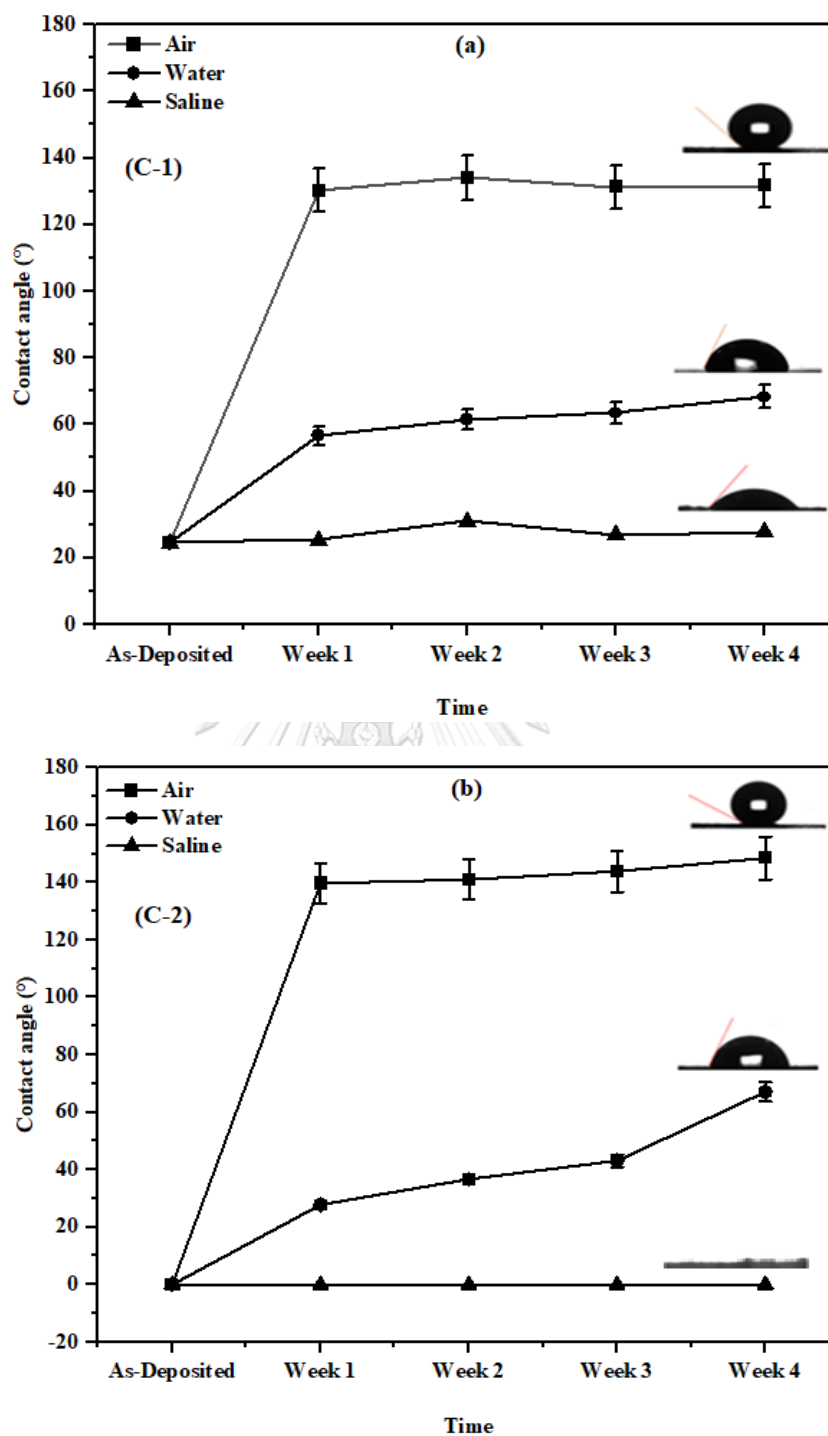 (a)
Air
Water
Saline
(C-1)
180
160
140
120
100
80
60
40
20
0
Contact angle (°)
As-Deposited Week 1 Week 2 Week 3 Week 4
Time
(b)
Air
Water
Saline
(C-2)
180
160
140
120
100
80
60
40
20
0
-20
Contact angle (°)
As-Deposited Week 1 Week 2 Week 3 Week 4
Time